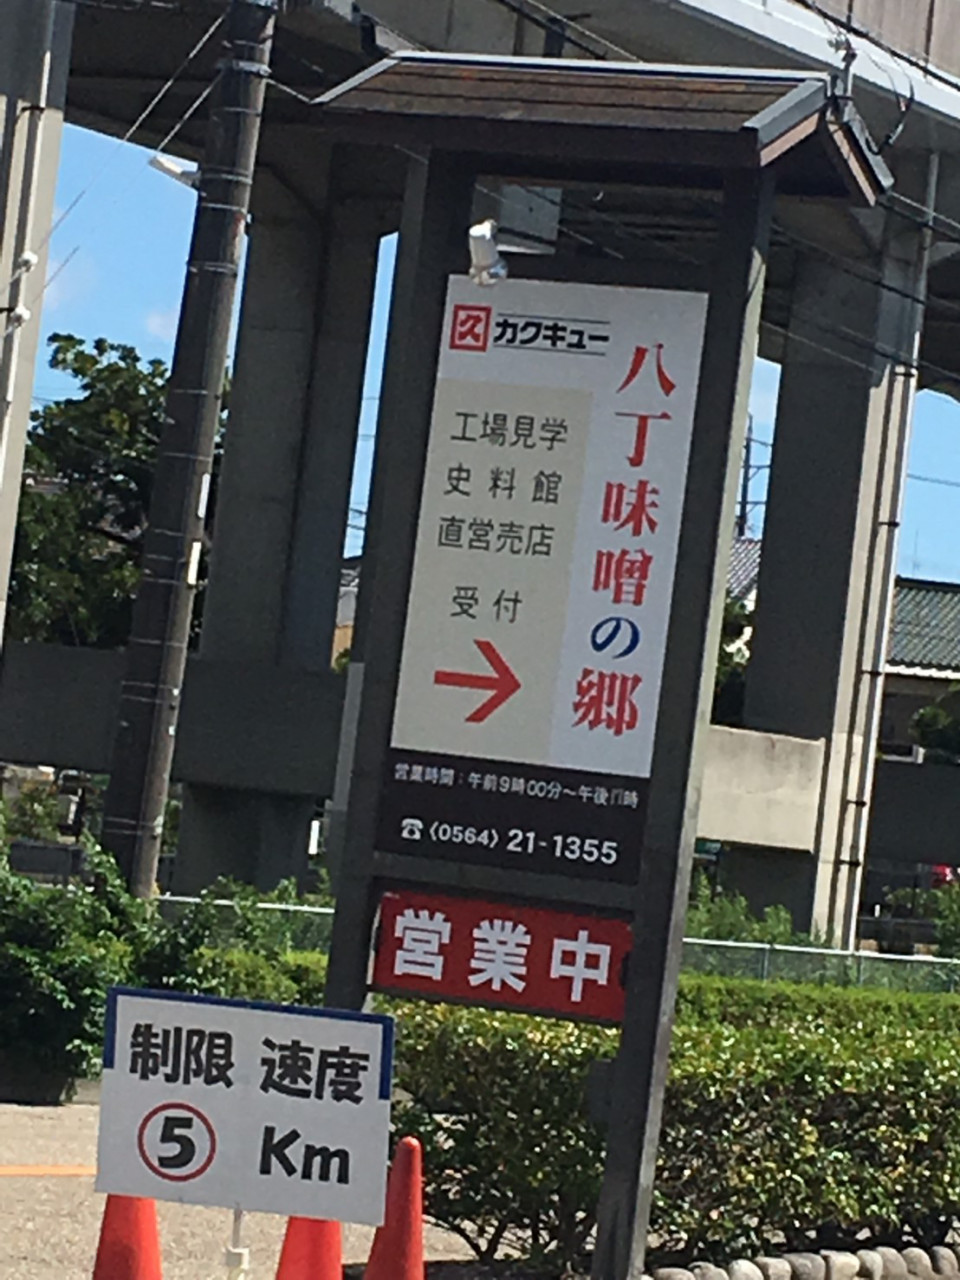 久 カクキュー
八丁味噌の郷
工場見学
史料館
直営売店
受付
営業時間:午前9時00分〜午後
☎〈0564〉21-1355
営業中
制限 速度
5 Km